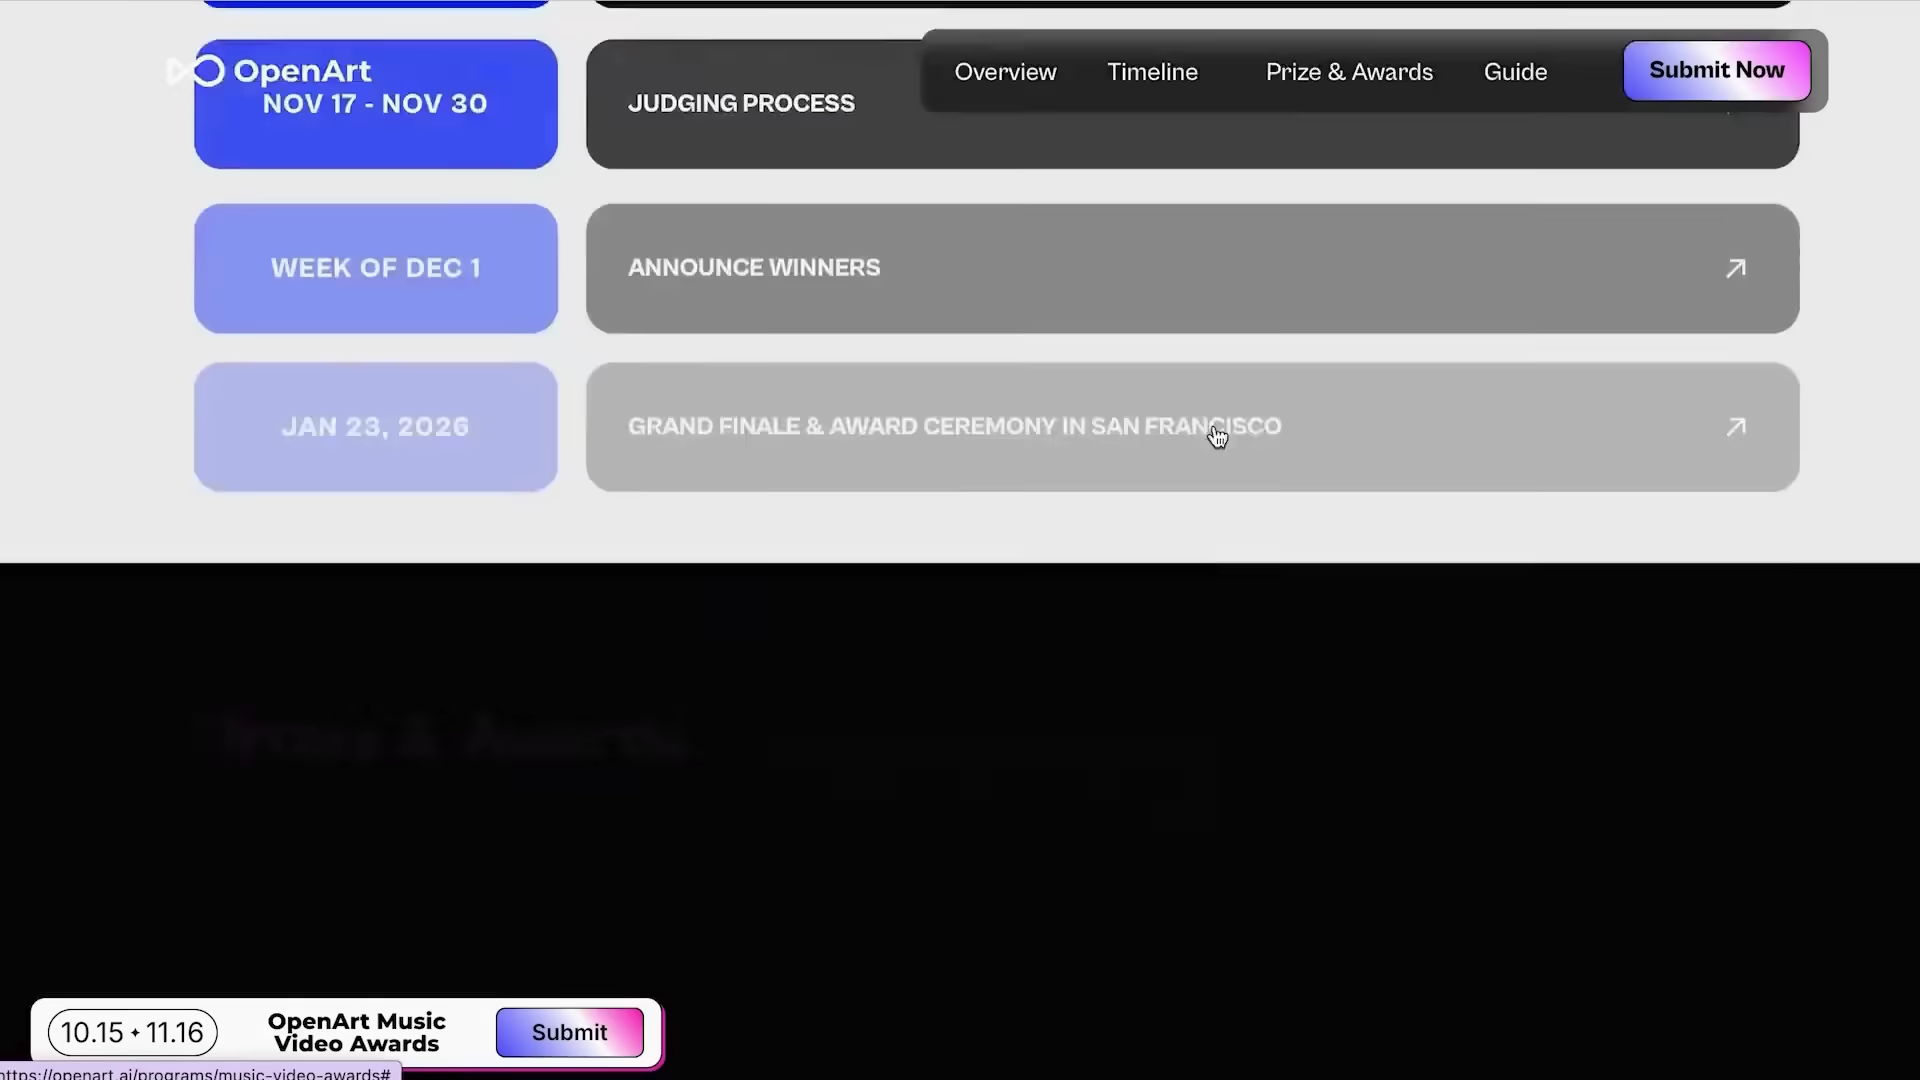 OpenArt
Overview
Timeline
Prize & Awards
Guide
Submit Now
NOV 17 - NOV 30
JUDGING PROCESS
WEEK OF DEC 1
ANNOUNCE WINNERS
JAN 23, 2026
GRAND FINALE & AWARD CEREMONY IN SAN FRANCISCO
10.15 ✦ 11.16
OpenArt Music
Video Awards
Submit
https://openart.ai/programs/music-video-awards#